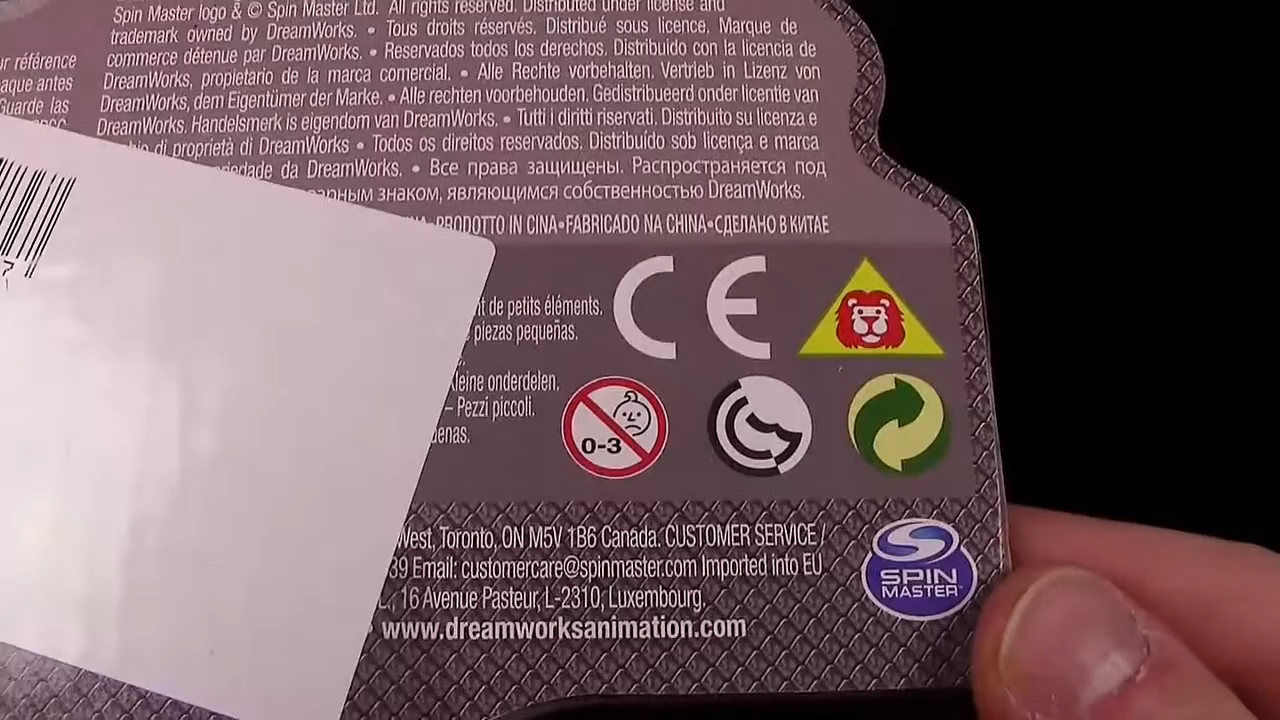 Spin Master logo & © Spin Master Ltd. All rights reserved. Distributed under license and
trademark owned by DreamWorks. • Tous droits réservés. Distribué sous licence. Marque de
commerce détenue par DreamWorks. • Reservados todos los derechos. Distribuido con la licencia de
DreamWorks, propietario de la marca comercial. • Alle Rechte vorbehalten. Vertrieb in Lizenz von
DreamWorks, dem Eigentümer der Marke. • Alle rechten voorbehouden. Gedistribueerd onder licentie van
DreamWorks. Handelsmerk is eigendom van DreamWorks. • Tutti i diritti riservati. Distribuito su licenza e
di proprietà di DreamWorks • Todos os direitos reservados. Distribuído sob licença e marca
da DreamWorks. • Все права защищены. Распространяется под
знаком, являющимся собственностью DreamWorks.
référence
antes
Guarde las
PRODOTTO IN CINA•FABRICADO NA CHINA•СДЕЛАНО В КИТАЕ
7
de petits éléments.
piezas pequeñas.
kleine onderdelen.
– Pezzi piccoli.
CE
0-3
West, Toronto, ON M5V 1B6 Canada. CUSTOMER SERVICE /
39 Email: customercare@spinmaster.com Imported into EU
16 Avenue Pasteur, L-2310, Luxembourg.
www.dreamworksanimation.com
SPIN
MASTER